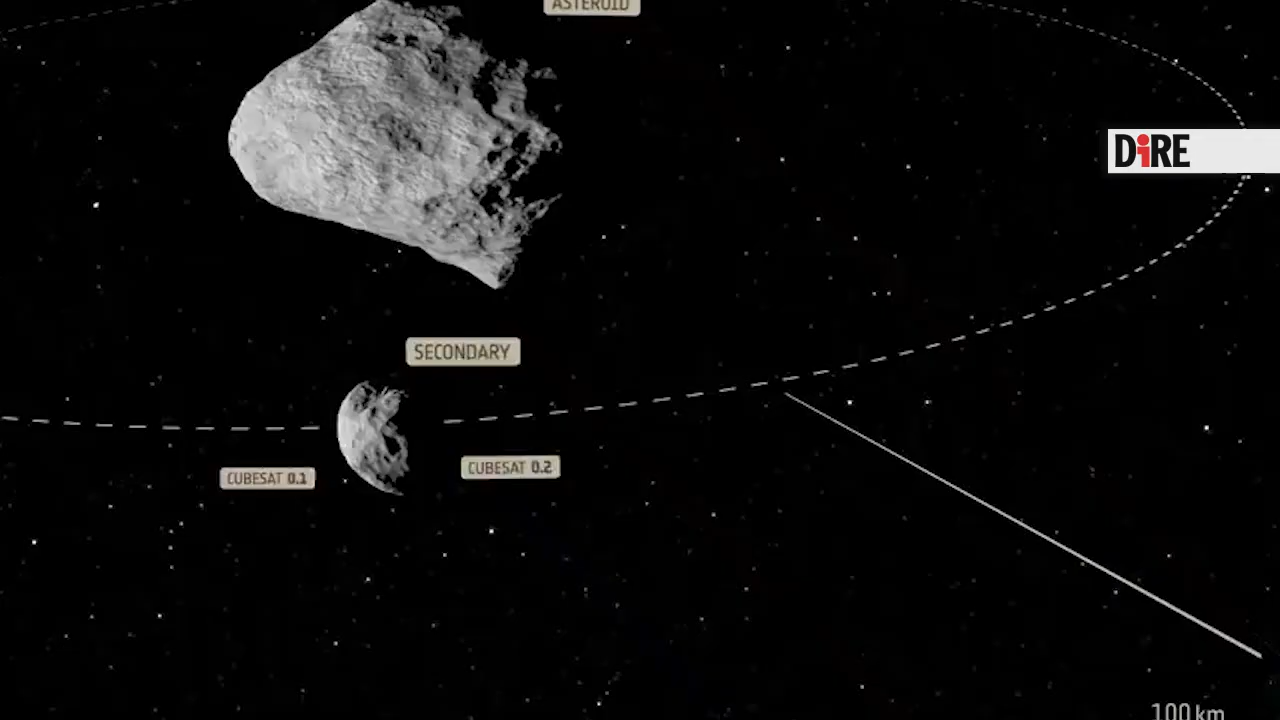 ASTEROID
DiRE
SECONDARY
CUBESAT 0.1
CUBESAT 0.2
100 km